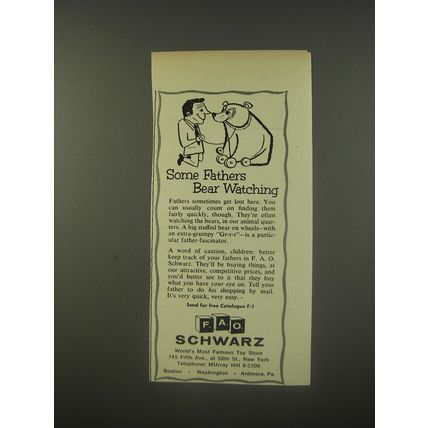 Some Fathers
Bear Watching
Fathers sometimes get lost here. You
can usually count on finding them
fairly quickly, though. They're often
watching the bears, in our animal quar-
ters. A big stuffed bear on wheels—with
an extra-grumpy "Gr-r-r"—is a partic-
ular father-fascinator.
A word of caution, children: better
keep track of your fathers in F. A. O.
Schwarz. They'll be buying things, at
our attractive, competitive prices, and
you'd better see to it that they buy
what you have your eye on. Tell your
father to do his shopping by mail.
It's very quick, very easy.
Send for free Catalogue F-1
F. A. O.
SCHWARZ
World's Most Famous Toy Store
745 Fifth Ave., at 58th St., New York
Telephone: MUrray Hill 8-2200
Boston · Washington · Ardmore, Pa.